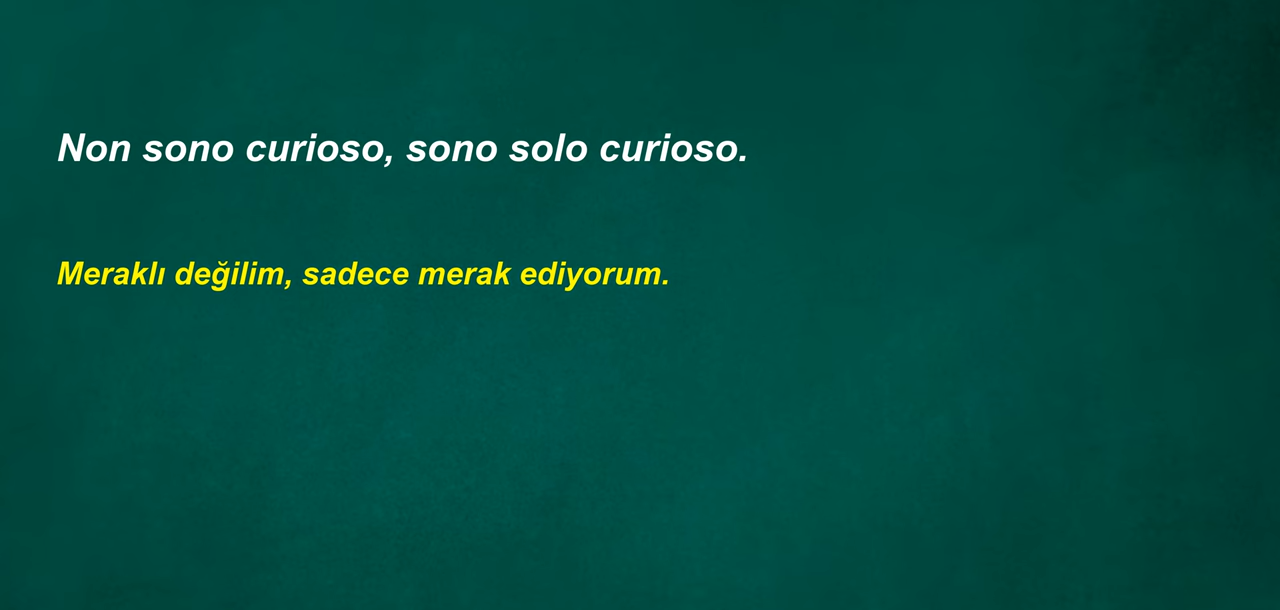 Non sono curioso, sono solo curioso.
Meraklı değilim, sadece merak ediyorum.